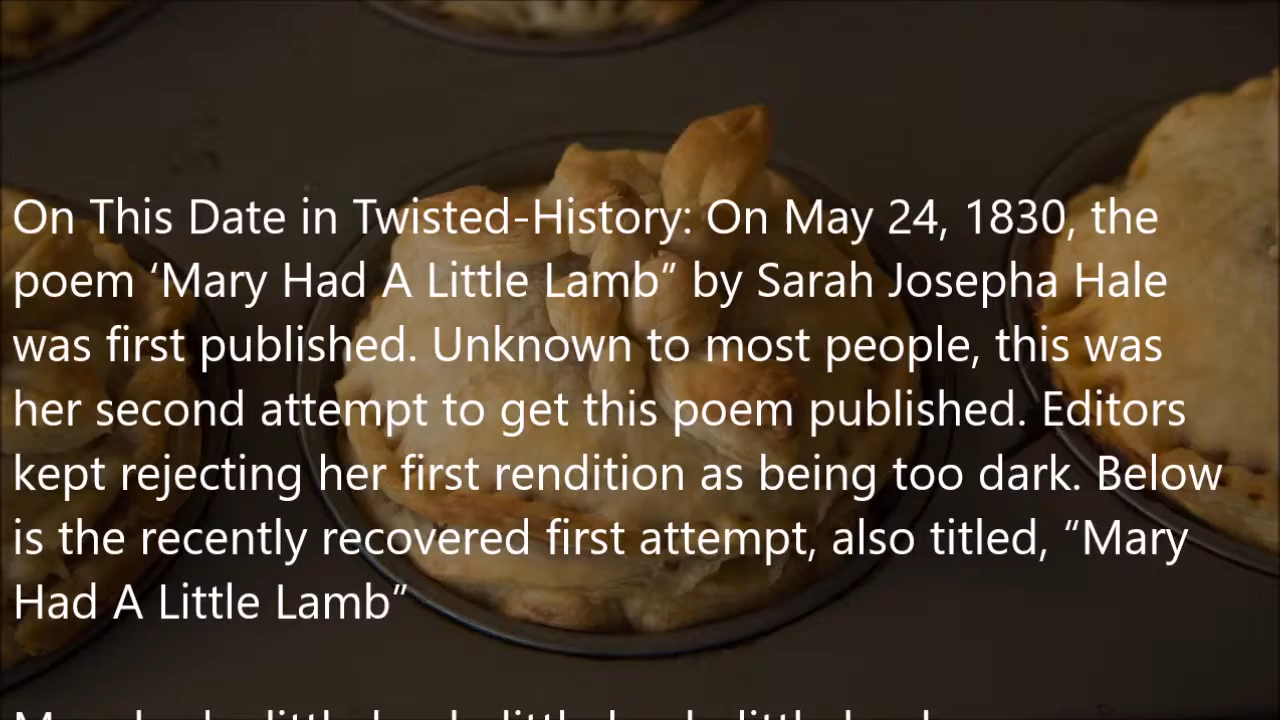 On This Date in Twisted-History: On May 24, 1830, the
poem ‘Mary Had A Little Lamb” by Sarah Josepha Hale
was first published. Unknown to most people, this was
her second attempt to get this poem published. Editors
kept rejecting her first rendition as being too dark. Below
is the recently recovered first attempt, also titled, “Mary
Had A Little Lamb”